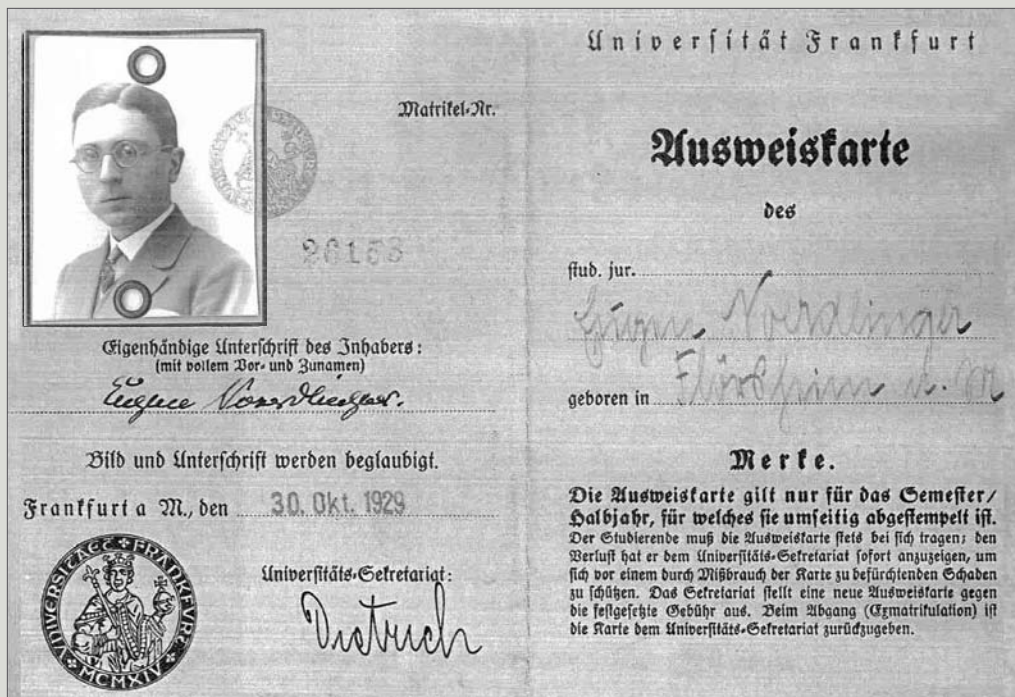 Matrikel-Nr.
26158
Eigenhändige Unterschrift des Inhabers:
(mit vollem Vor- und Zunamen)
Eugen Noerdlinger.
Bild und Unterschrift werden beglaubigt.
Frankfurt a M., den 30. Okt. 1929
Universitäts-Sekretariat:
Dietrich
UNIVERSITAET FRANKFVRT
MCMXIV
Universität Frankfurt
Ausweiskarte
des
stud. jur.
Eugen Noerdlinger
geboren in Flörsheim a. M
Merke.
Die Ausweiskarte gilt nur für das Semester/
Halbjahr, für welches sie umseitig abgestempelt ist.
Der Studierende muß die Ausweiskarte stets bei sich tragen; den
Verlust hat er dem Universitäts-Sekretariat sofort anzuzeigen, um
sich vor einem durch Mißbrauch der Karte zu befürchtenden Schaden
zu schützen. Das Sekretariat stellt eine neue Ausweiskarte gegen
die festgesetzte Gebühr aus. Beim Abgang (Exmatrikulation) ist
die Karte dem Universitäts-Sekretariat zurückzugeben.